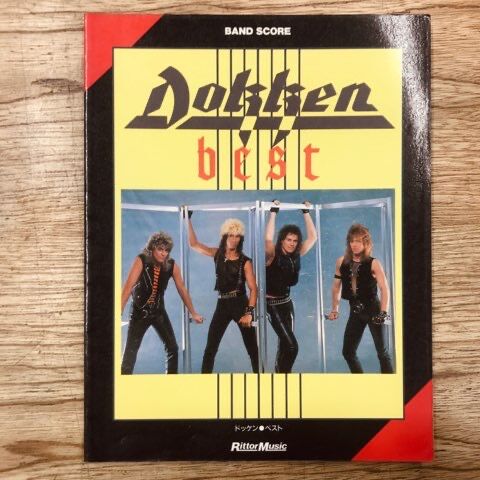 BAND SCORE
Dokken
best
ドッケン●ベスト
RittorMusic